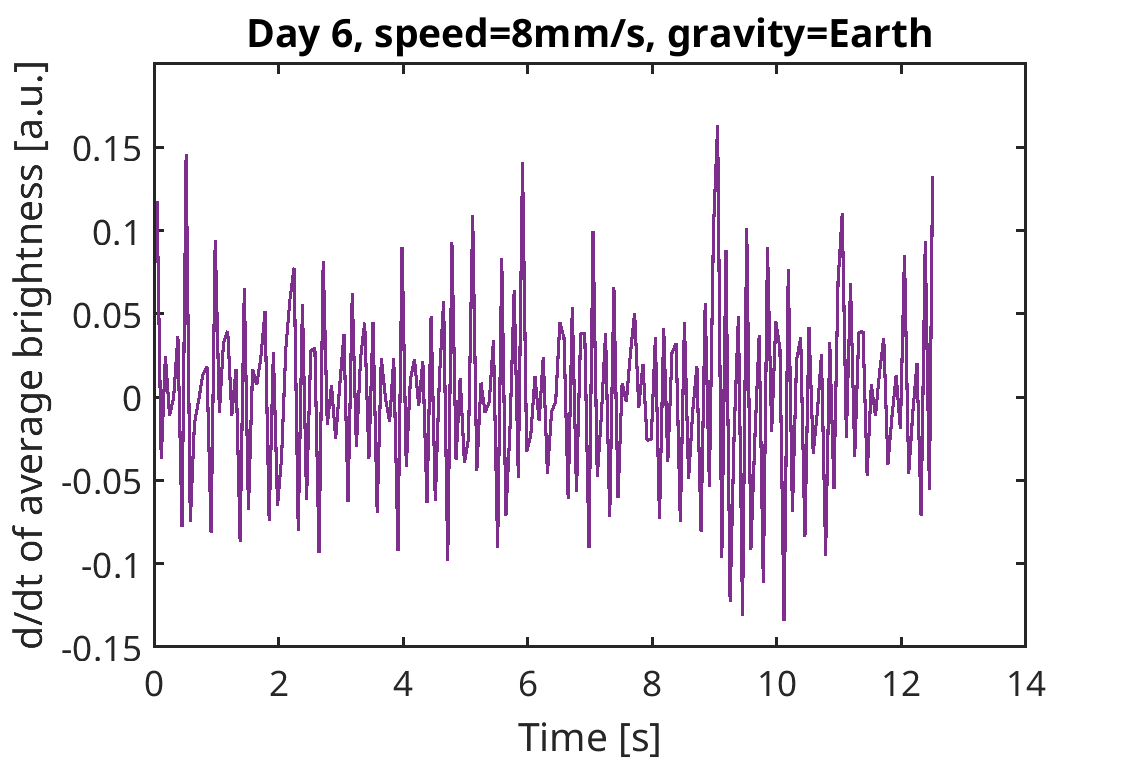 Day 6, speed=8mm/s, gravity=Earth
d/dt of average brightness [a.u.]
0.15
0.1
0.05
0
-0.05
-0.1
-0.15
0 2 4 6 8 10 12 14
Time [s]